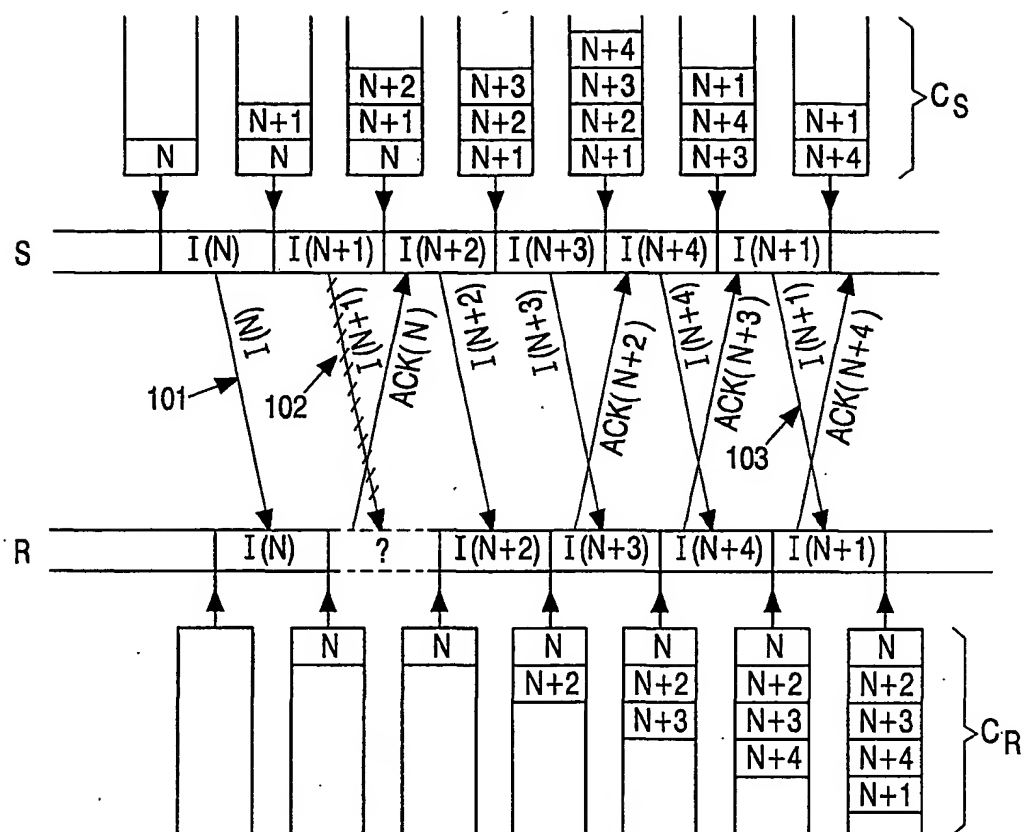 N+4
N+2 N+3 N+3 N+1
N+1 N+1 N+2 N+2 N+4 N+1
N N N N+1 N+1 N+3 N+4
C_S
S I(N) I(N+1) I(N+2) I(N+3) I(N+4) I(N+1)
I(N) I(N+1) ACK(N) I(N+2) I(N+3) ACK(N+2) I(N+4) ACK(N+3) I(N+1) ACK(N+4)
101 102 103
R I(N) ? I(N+2) I(N+3) I(N+4) I(N+1)
N N N N N N
N+2 N+2 N+2 N+2
N+3 N+3 N+3
N+4 N+4
N+1
C_R